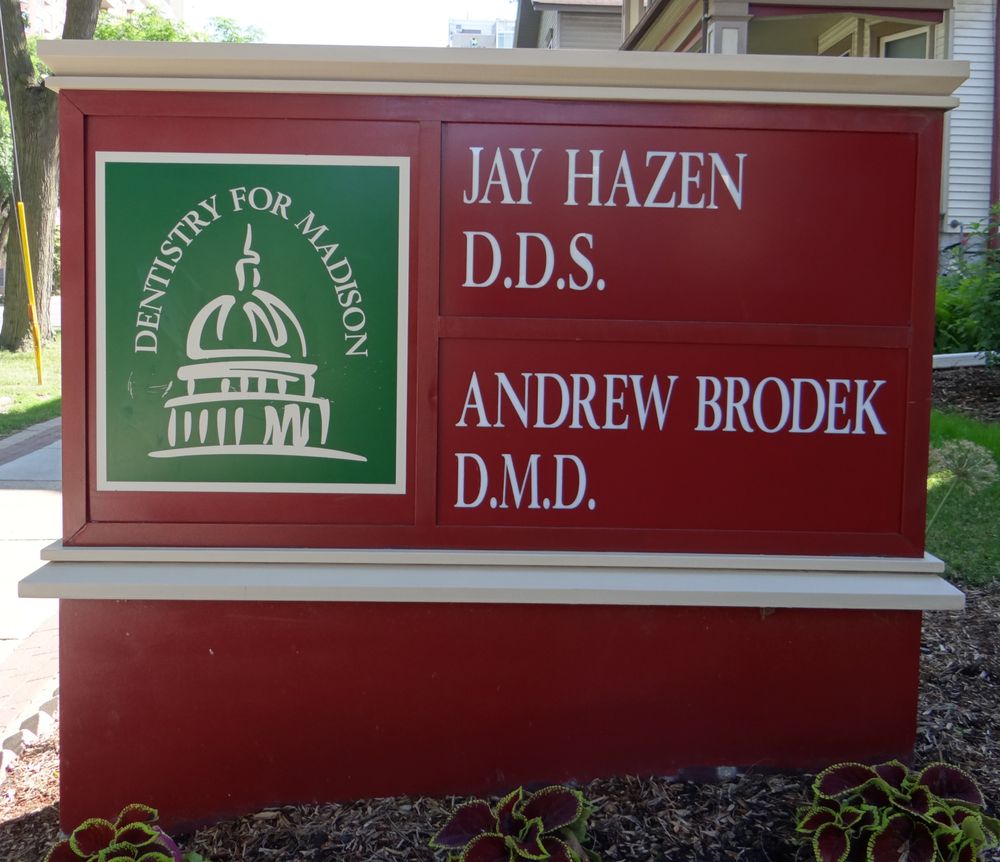 DENTISTRY FOR MADISON
JAY HAZEN
D.D.S.
ANDREW BRODEK
D.M.D.